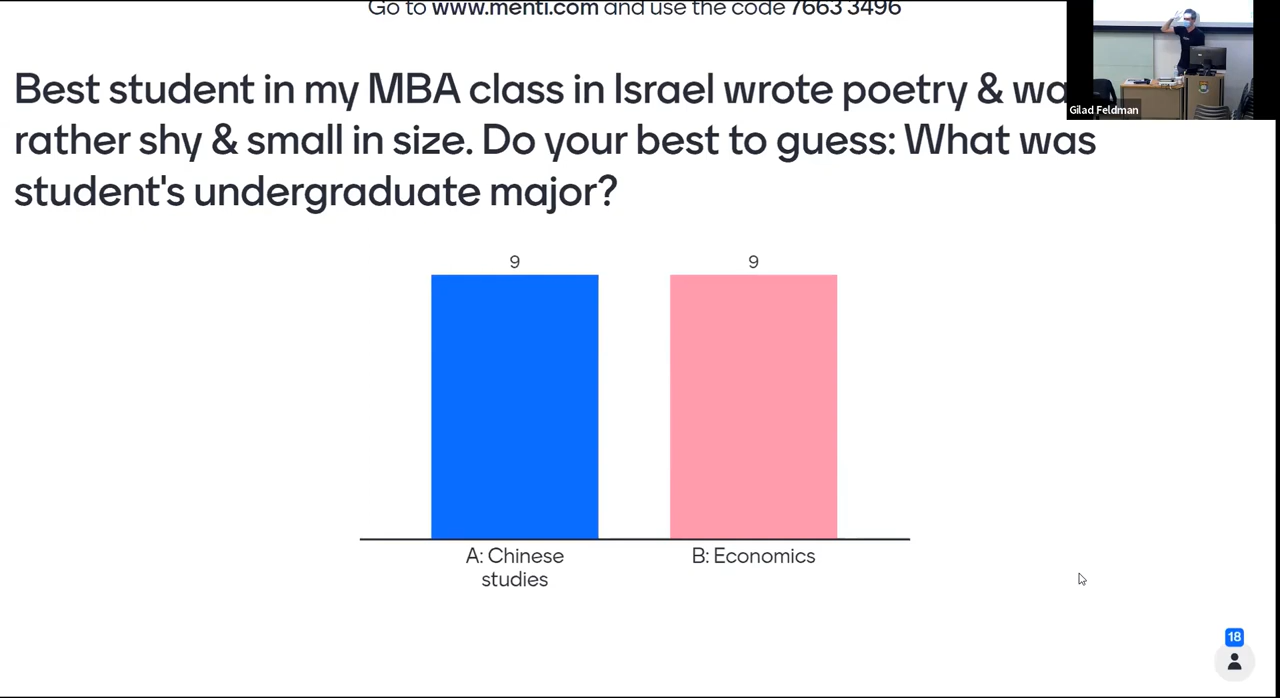 Go to www.menti.com and use the code 7663 3496
Best student in my MBA class in Israel wrote poetry & wa
rather shy & small in size. Do your best to guess: What was
student's undergraduate major?
Gilad Feldman
9
9
A: Chinese
studies
B: Economics
18